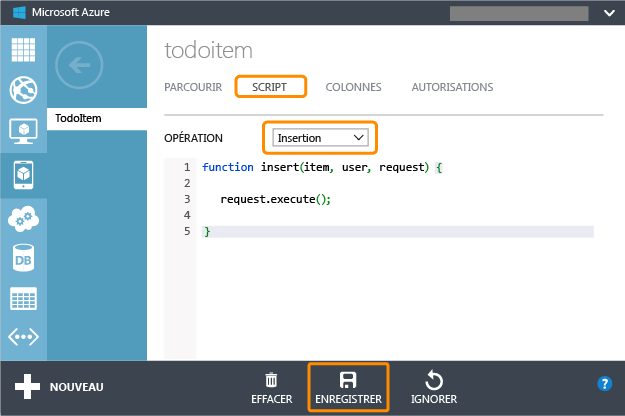 Microsoft Azure
todoitem
PARCOURIR SCRIPT COLONNES AUTORISATIONS
TodoItem
OPÉRATION Insertion
1 function insert(item, user, request) {
2
3 request.execute();
4
5 }
DB
NOUVEAU EFFACER ENREGISTRER IGNORER ?